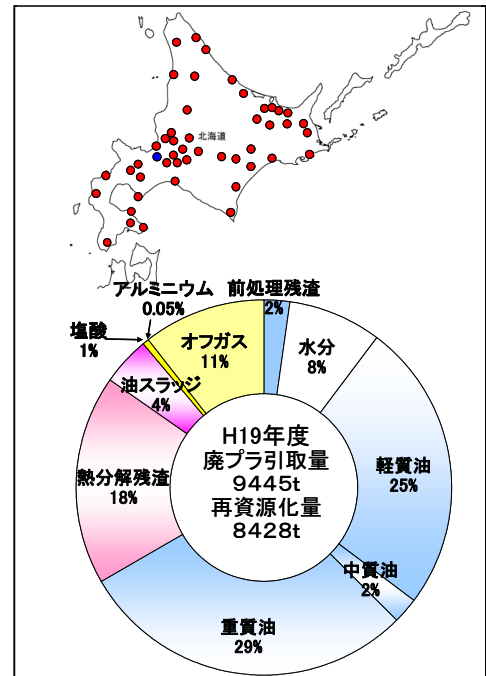 北海道
アルミニウム
0.05%
前処理残渣
2%
塩酸
1%
オフガス
11%
水分
8%
油スラッジ
4%
熱分解残渣
18%
軽質油
25%
H19年度
廃プラ引取量
9445t
再資源化量
8428t
中質油
2%
重質油
29%